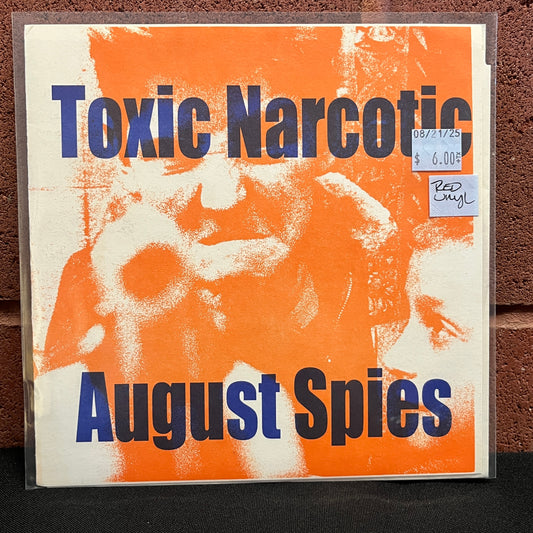 Toxic Narcotic
08/21/25
$ 6.00
RED
Vinyl
August Spies